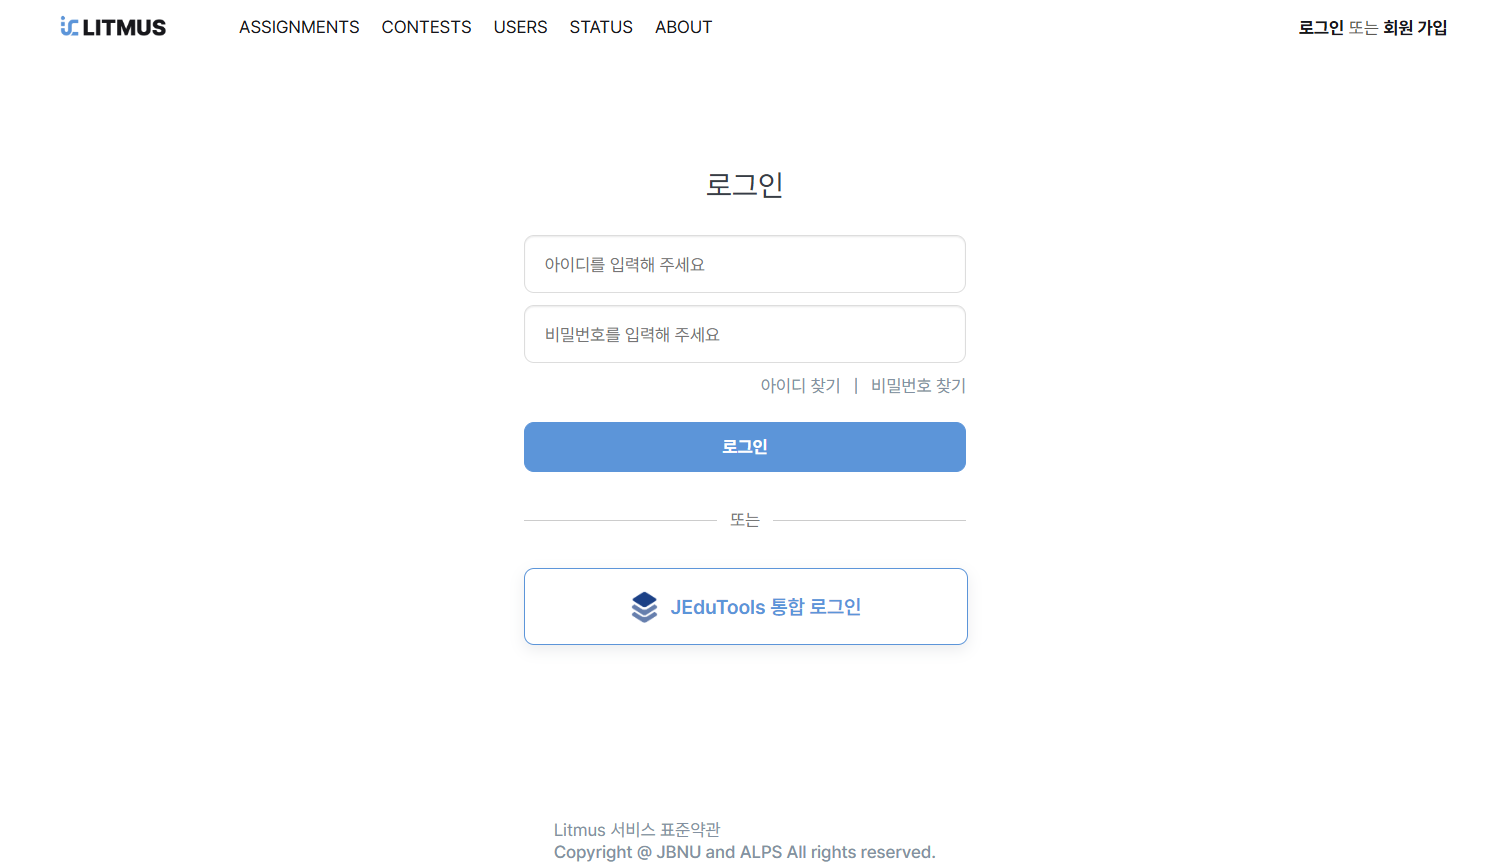 LITMUS ASSIGNMENTS CONTESTS USERS STATUS ABOUT 로그인 또는 회원 가입
로그인
아이디를 입력해 주세요
비밀번호를 입력해 주세요
아이디 찾기 | 비밀번호 찾기
로그인
또는
JEduTools 통합 로그인
Litmus 서비스 표준약관
Copyright @ JBNU and ALPS All rights reserved.